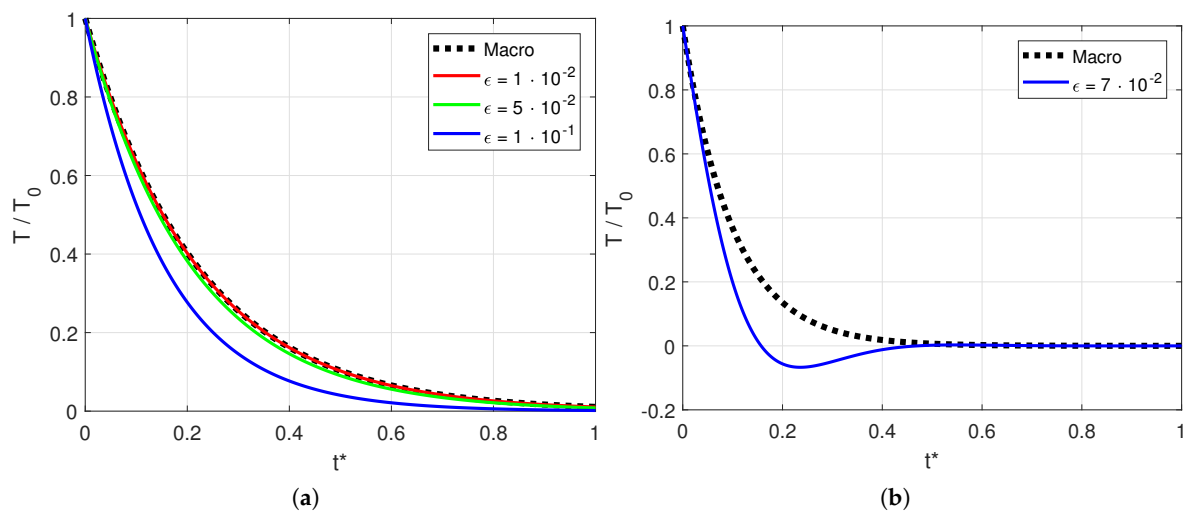 1
0.8
0.6
0.4
0.2
0
0 0.2 0.4 0.6 0.8 1
T / T₀
t*
Macro
ϵ = 1 · 10⁻²
ϵ = 5 · 10⁻²
ϵ = 1 · 10⁻¹
(a)
1
0.8
0.6
0.4
0.2
0
-0.2
0 0.2 0.4 0.6 0.8 1
T / T₀
t*
Macro
ϵ = 7 · 10⁻²
(b)